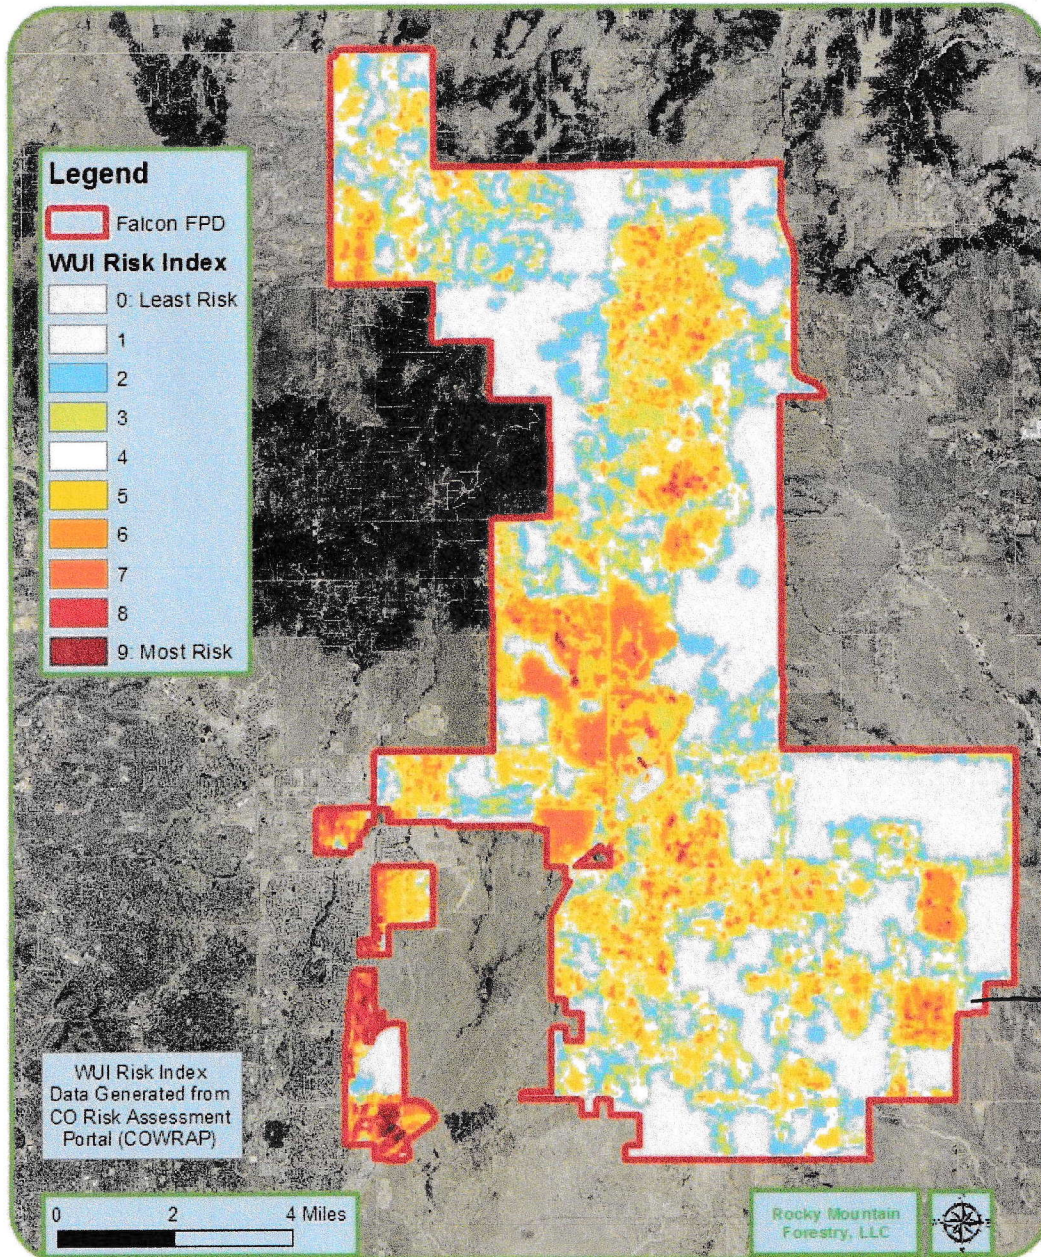 Legend
Falcon FPD
WUI Risk Index
0: Least Risk
1
2
3
4
5
6
7
8
9: Most Risk
WUI Risk Index
Data Generated from
CO Risk Assessment
Portal (COWRAP)
0 2 4 Miles
Rocky Mountain
Forestry, LLC